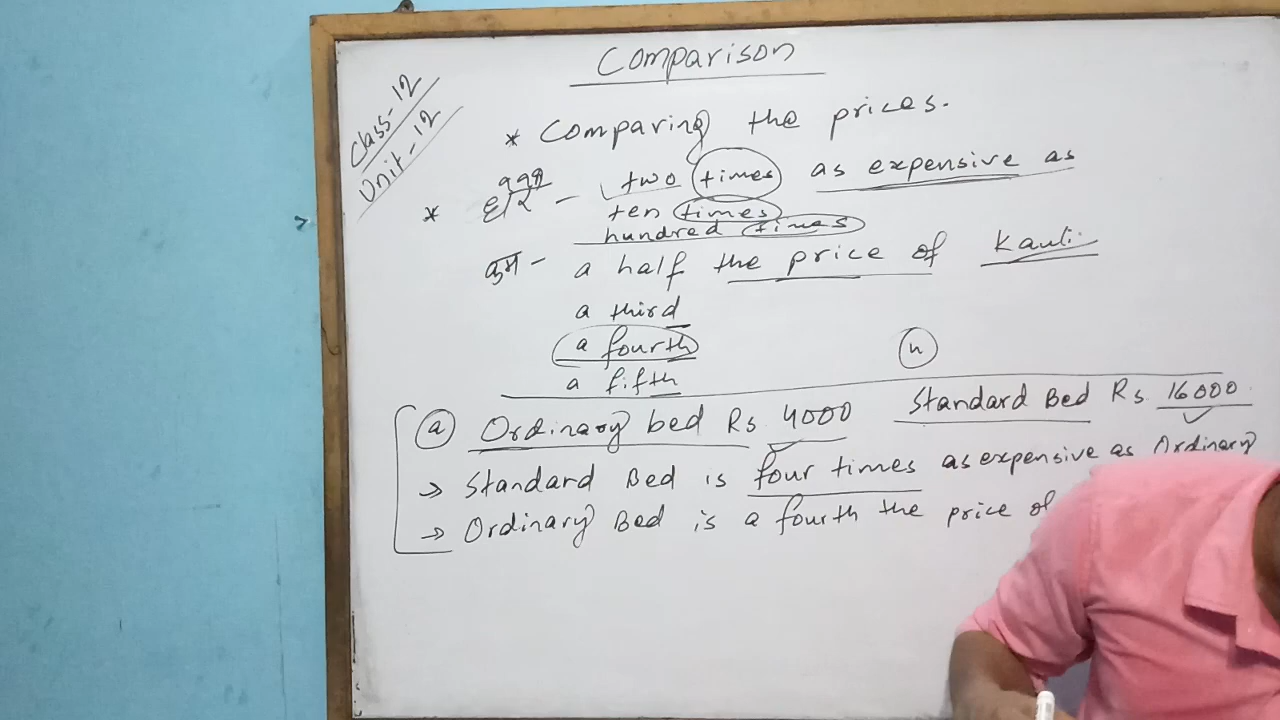 Comparison
Class-12
Unit-12
* Comparing the prices.
* two times as expensive as
ten times
hundred times
कम - a half the price of Kauli
a third
a fourth
a fifth
(a) Ordinary bed Rs 4000 Standard Bed Rs 16000
→ Standard Bed is four times as expensive as Ordinary
→ Ordinary Bed is a fourth the price of